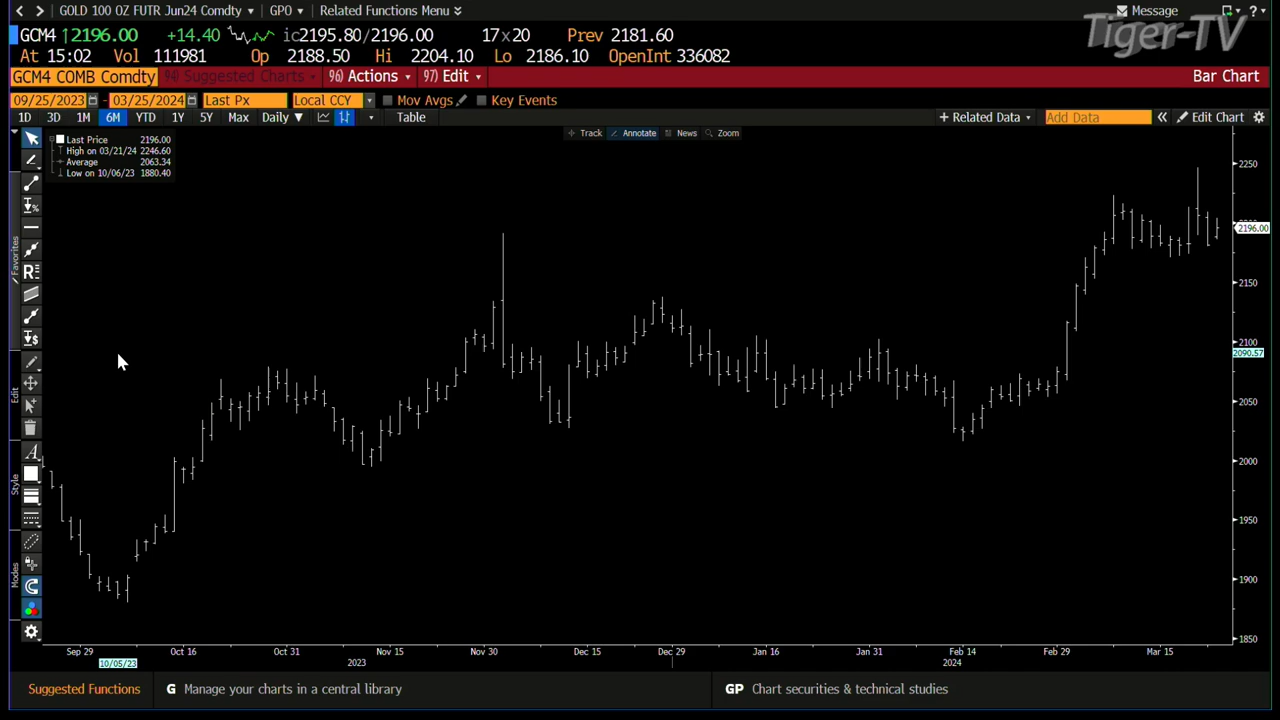 GOLD 100 OZ FUTR Jun24 Comdty GPO Related Functions Menu Message
Tiger-TV
GCM4 ↑2196.00 +14.40 ic2195.80/2196.00 17×20 Prev 2181.60
At 15:02 Vol 111981 Op 2188.50 Hi 2204.10 Lo 2186.10 OpenInt 336082
GCM4 COMB Comdty 94) Suggested Charts 96) Actions 97) Edit Bar Chart
09/25/2023 - 03/25/2024 Last Px Local CCY Mov Avgs Key Events
1D 3D 1M 6M YTD 1Y 5Y Max Daily ▼ Table + Related Data Add Data « Edit Chart
Track Annotate News Zoom
Last Price 2196.00
High on 03/21/24 2246.60
Average 2063.34
Low on 10/06/23 1880.40
2250
2196.00
2150
2100
2090.57
2050
2000
1950
1900
1850
Favorites
Edit
Style
Modes
Sep 29 Oct 16 Oct 31 Nov 15 Nov 30 Dec 15 Dec 29 Jan 16 Jan 31 Feb 14 Feb 29 Mar 15
10/05/23 2023 2024
Suggested Functions G Manage your charts in a central library GP Chart securities & technical studies